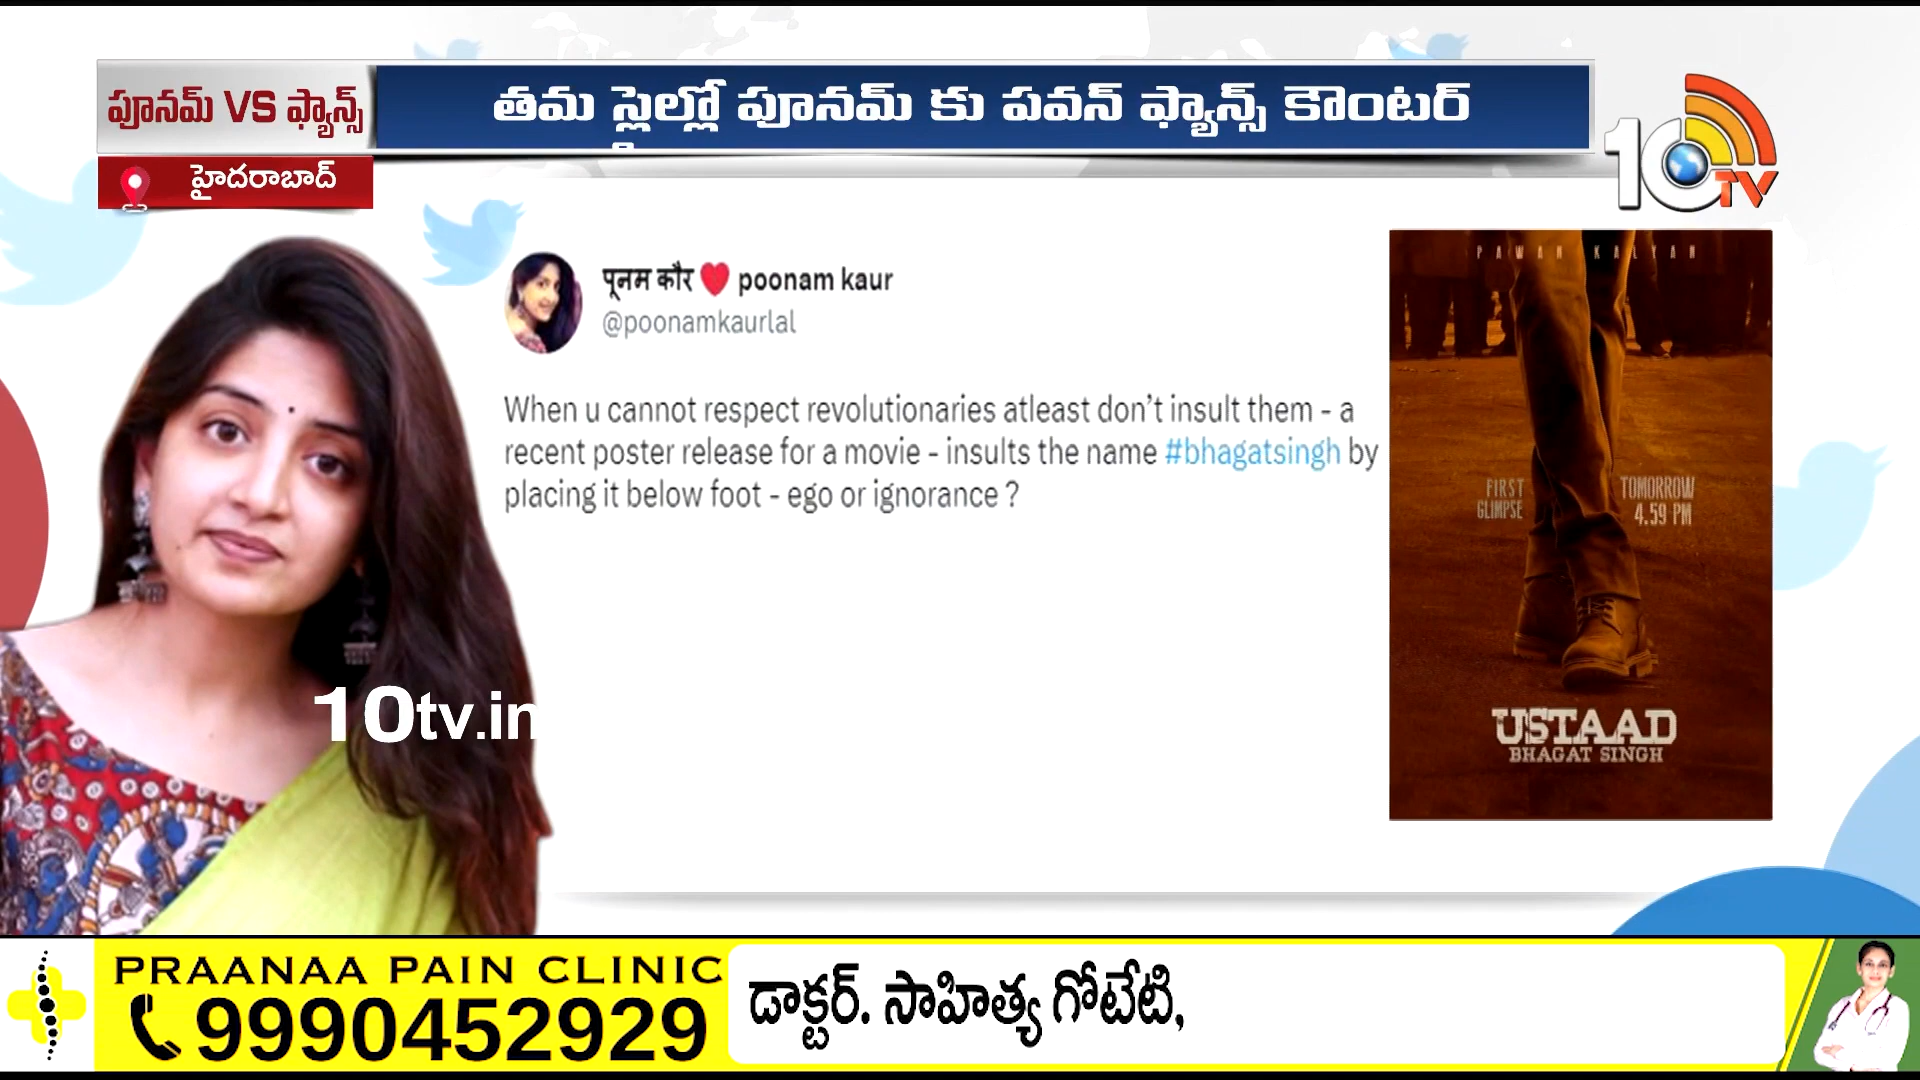 పూనమ్ VS ఫ్యాన్స్
తమ స్టైల్లో పూనమ్ కు పవన్ ఫ్యాన్స్ కౌంటర్
హైదరాబాద్
10TV
पूनम कौर ❤️ poonam kaur
@poonamkaurlal
When u cannot respect revolutionaries atleast don’t insult them - a
recent poster release for a movie - insults the name #bhagatsingh by
placing it below foot - ego or ignorance ?
PAWAN KALYAN
FIRST
GLIMPSE
TOMORROW
4.59 PM
USTAAD
BHAGAT SINGH
10tv.in
PRAANAA PAIN CLINIC
9990452929
డాక్టర్. సాహిత్య గోటేటి,